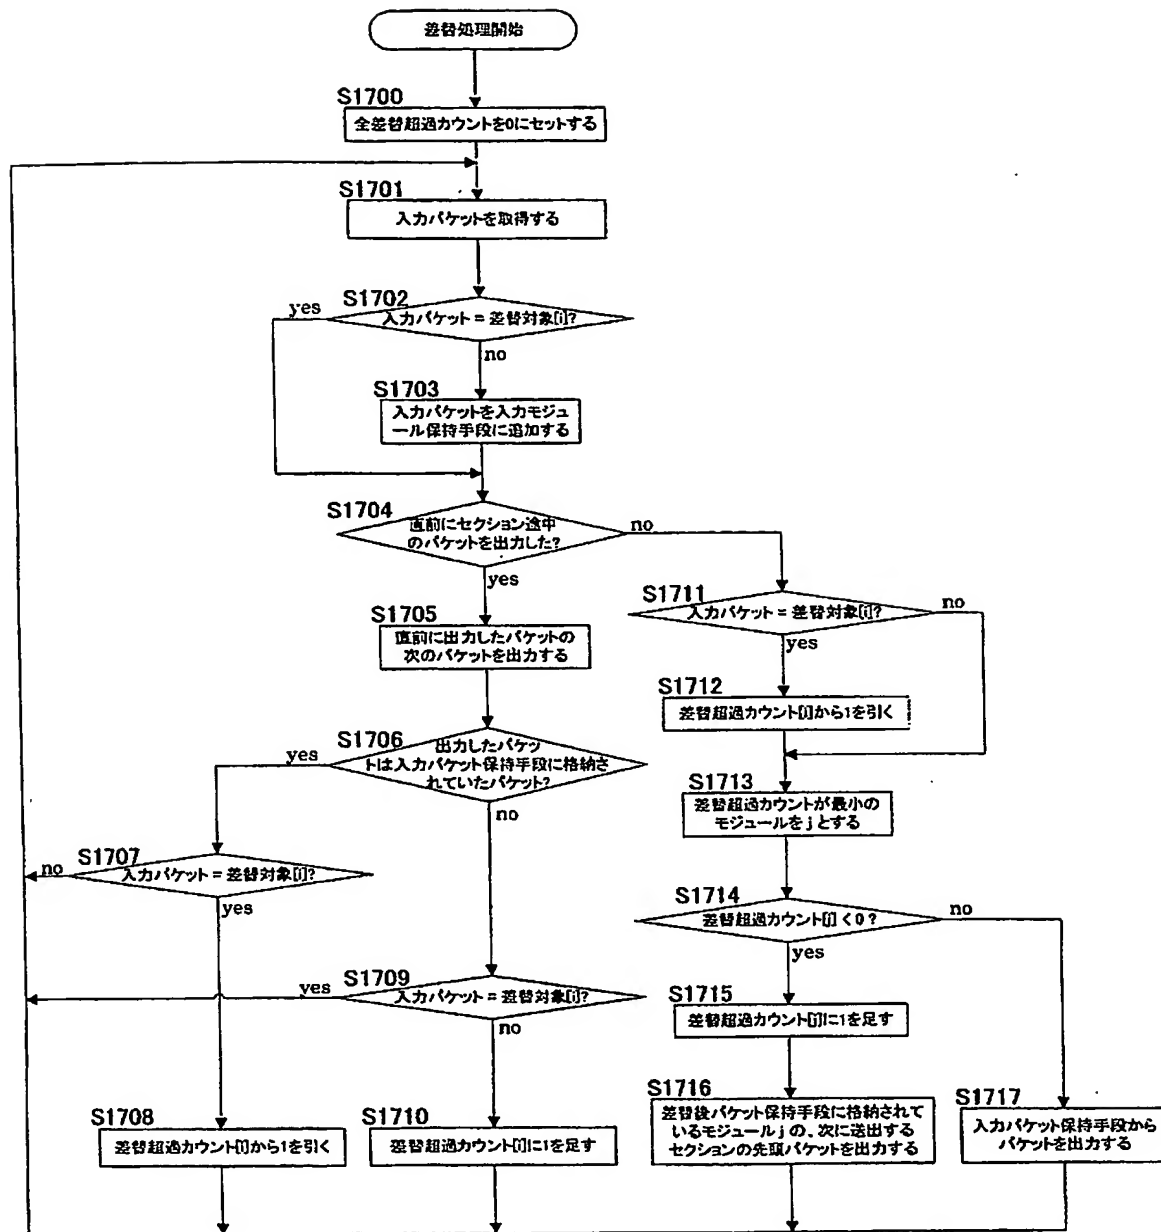 差替処理開始
S1700
全差替超過カウントを0にセットする
S1701
入力パケットを取得する
S1702
yes
入力パケット = 差替対象[i]?
no
S1703
入力パケットを入力モジュ
ール保持手段に追加する
S1704
直前にセクション途中
のパケットを出力した?
no
yes
S1705
直前に出力したパケットの
次のパケットを出力する
S1706
yes
出力したパケッ
トは入力パケット保持手段に格納さ
れていたパケット?
no
S1707
no
入力パケット = 差替対象[i]?
yes
S1709
yes
入力パケット = 差替対象[i]?
no
S1708
差替超過カウント[i]から1を引く
S1710
差替超過カウント[i]に1を足す
S1711
入力パケット = 差替対象[i]?
no
yes
S1712
差替超過カウント[i]から1を引く
S1713
差替超過カウントが最小の
モジュールを j とする
S1714
差替超過カウント[j] < 0 ?
no
yes
S1715
差替超過カウント[j]に1を足す
S1716
差替後パケット保持手段に格納されて
いるモジュール j の、次に送出する
セクションの先頭パケットを出力する
S1717
入力パケット保持手段から
パケットを出力する